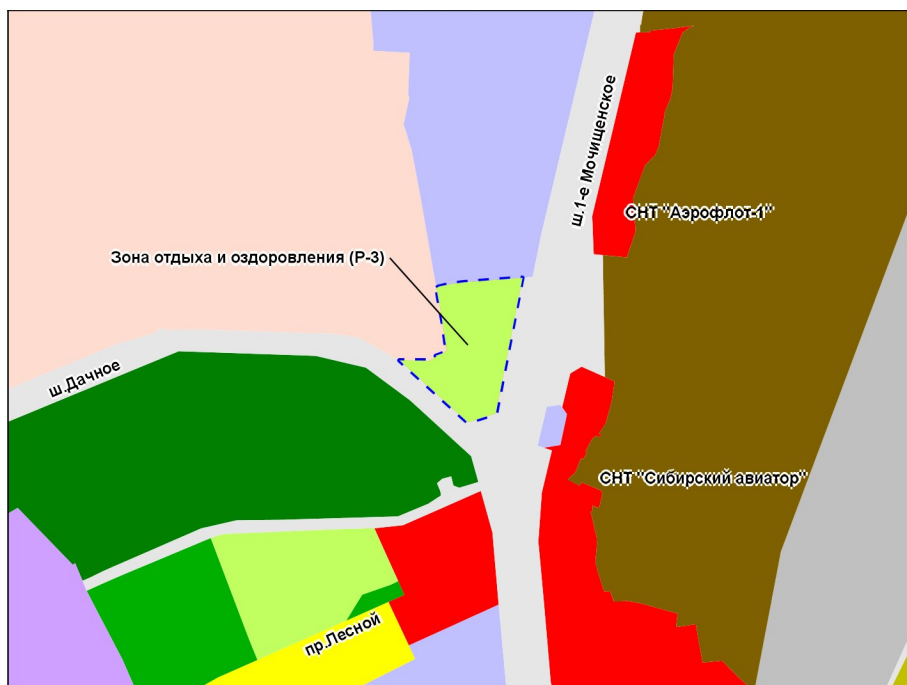 ш.1-е Мочищенское
СНТ "Аэрофлот-1"
Зона отдыха и оздоровления (Р-3)
ш.Дачное
СНТ "Сибирский авиатор"
пр.Лесной